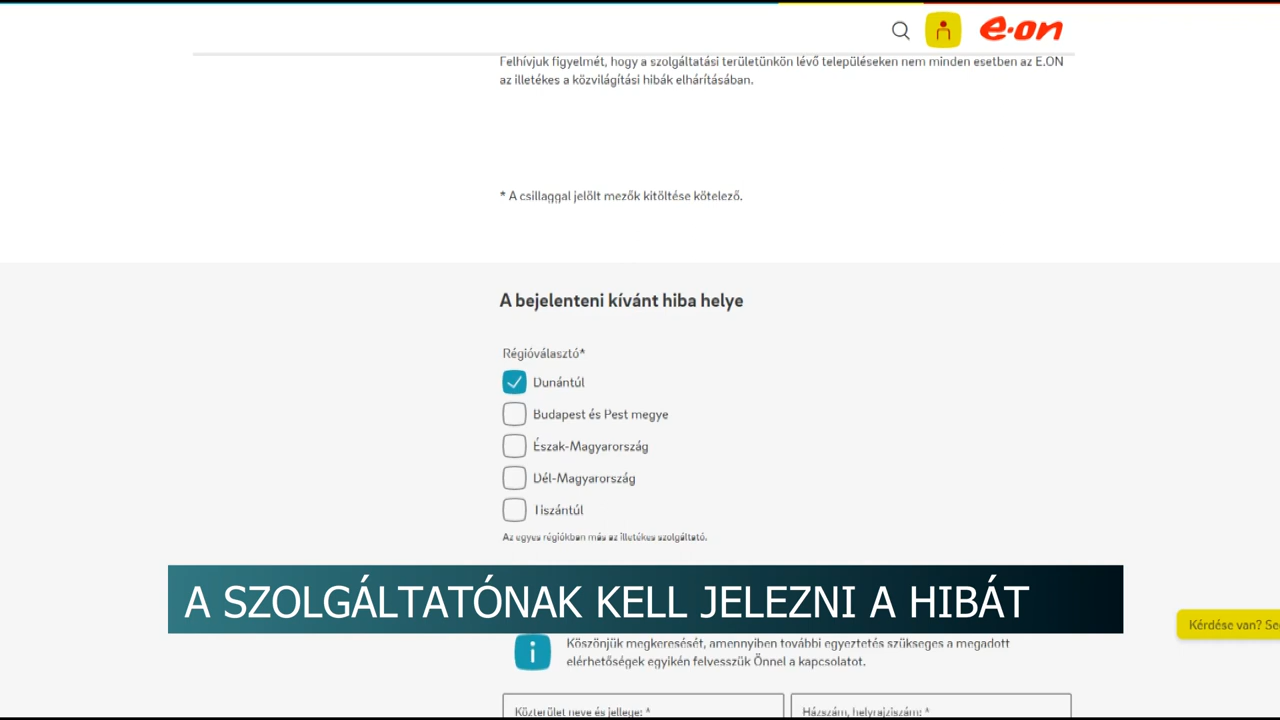 e·on
Felhívjuk figyelmét, hogy a szolgáltatási területünkön lévő településeken nem minden esetben az E.ON
az illetékes a közvilágítási hibák elhárításában.
* A csillaggal jelölt mezők kitöltése kötelező.
A bejelenteni kívánt hiba helye
Régióválasztó*
Dunántúl
Budapest és Pest megye
Észak-Magyarország
Dél-Magyarország
Tiszántúl
Az egyes régiókban más az illetékes szolgáltató.
A SZOLGÁLTATÓNAK KELL JELEZNI A HIBÁT
Kérdése van? Se
Köszönjük megkeresését, amennyiben további egyeztetés szükséges a megadott
elérhetőségek egyikén felvesszük Önnel a kapcsolatot.
Közterület neve és jellege: *
Házszám, helyrajziszám: *